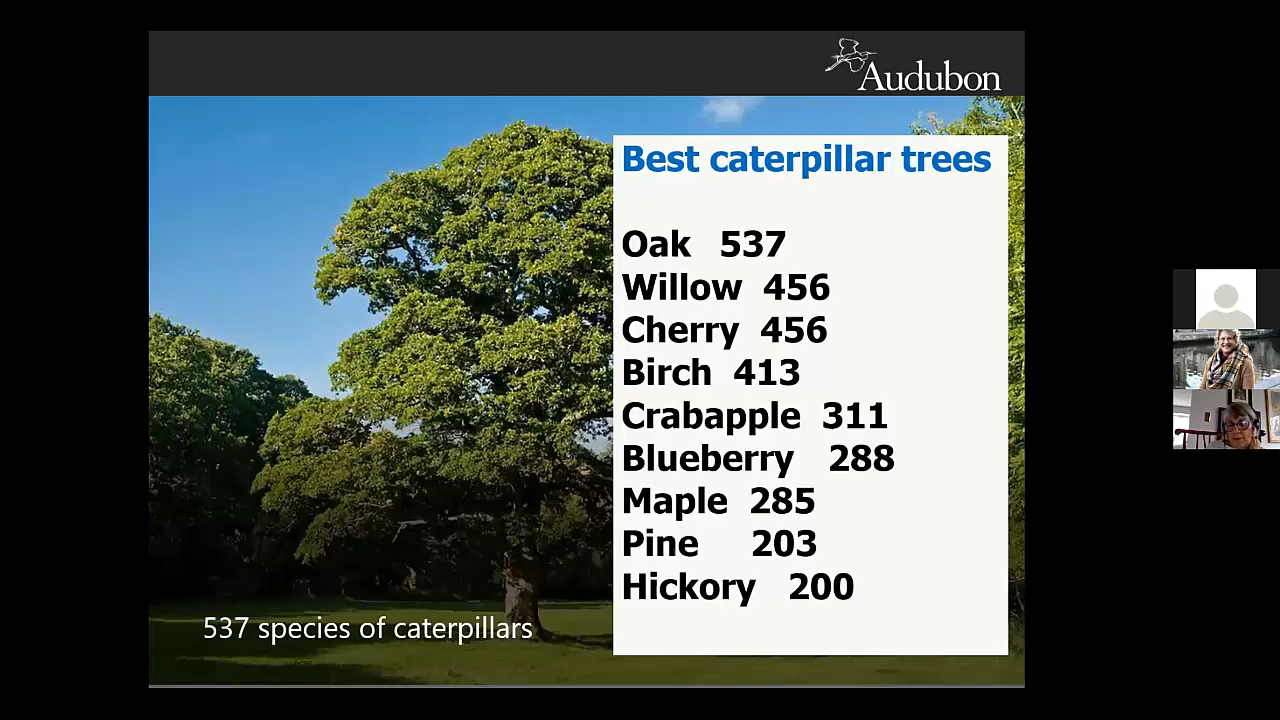 Audubon
Best caterpillar trees
Oak 537
Willow 456
Cherry 456
Birch 413
Crabapple 311
Blueberry 288
Maple 285
Pine 203
Hickory 200
537 species of caterpillars